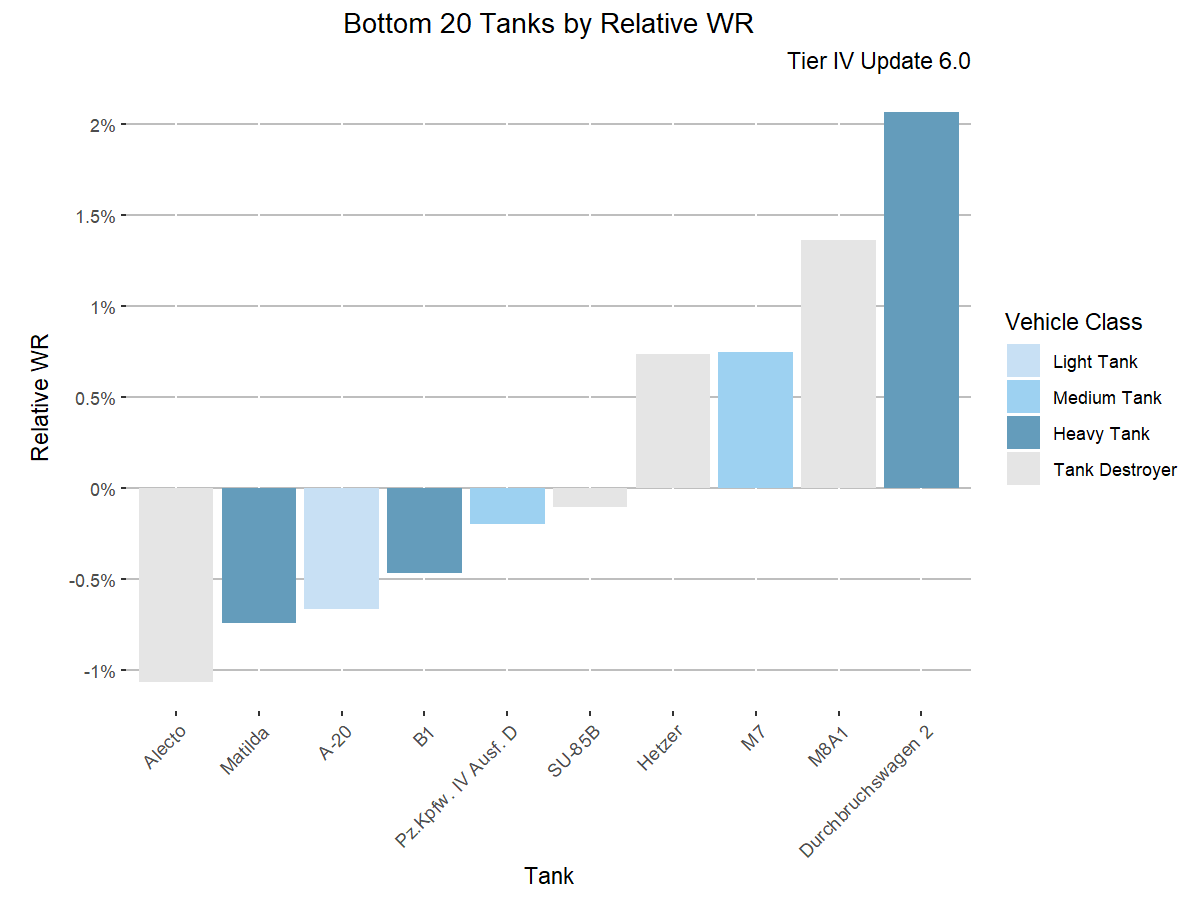 Bottom 20 Tanks by Relative WR
Tier IV Update 6.0
2%
1.5%
1%
0.5%
0%
-0.5%
-1%
Relative WR
Alecto
Matilda
A-20
B1
Pz.Kpfw. IV Ausf. D
SU-85B
Hetzer
M7
M8A1
Durchbruchswagen 2
Tank
Vehicle Class
Light Tank
Medium Tank
Heavy Tank
Tank Destroyer